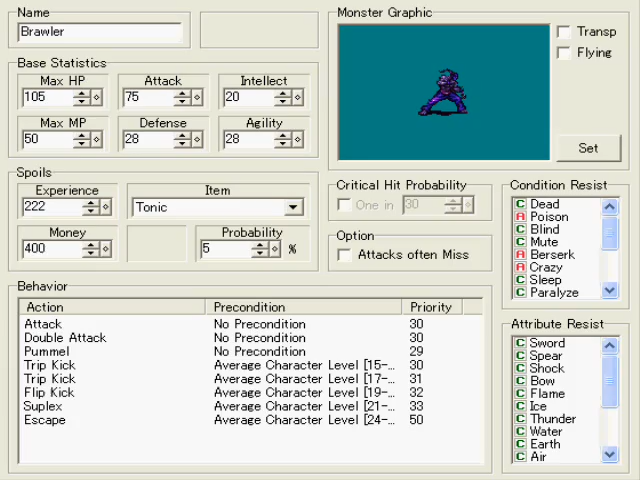 Name
Brawler
Monster Graphic
Transp
Flying
Set
Base Statistics
Max HP Attack Intellect
105 75 20
Max MP Defense Agility
50 28 28
Spoils
Experience Item
222 Tonic
Money Probability
400 5 %
Critical Hit Probability
One in 30
Option
Attacks often Miss
Condition Resist
C Dead
A Poison
C Blind
C Mute
A Berserk
A Crazy
C Sleep
C Paralyze
Behavior
Action Precondition Priority
Attack No Precondition 30
Double Attack No Precondition 30
Pummel No Precondition 29
Trip Kick Average Character Level [15-... 30
Trip Kick Average Character Level [17-... 31
Flip Kick Average Character Level [19-... 32
Suplex Average Character Level [21-... 33
Escape Average Character Level [24-... 50
Attribute Resist
C Sword
C Spear
C Shock
C Bow
C Flame
C Ice
C Thunder
C Water
C Earth
C Air